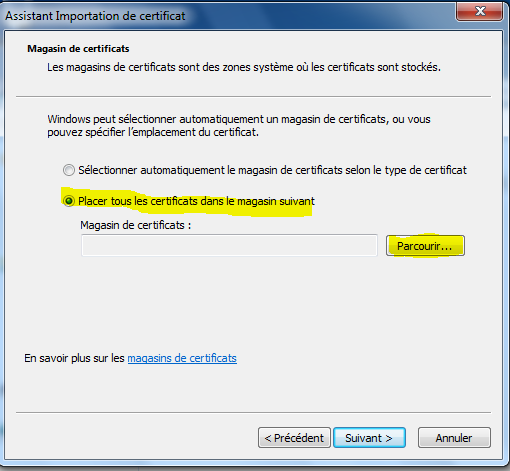 Assistant Importation de certificat
Magasin de certificats
Les magasins de certificats sont des zones système où les certificats sont stockés.
Windows peut sélectionner automatiquement un magasin de certificats, ou vous
pouvez spécifier l'emplacement du certificat.
Sélectionner automatiquement le magasin de certificats selon le type de certificat
Placer tous les certificats dans le magasin suivant
Magasin de certificats :
Parcourir...
En savoir plus sur les magasins de certificats
< Précédent Suivant > Annuler